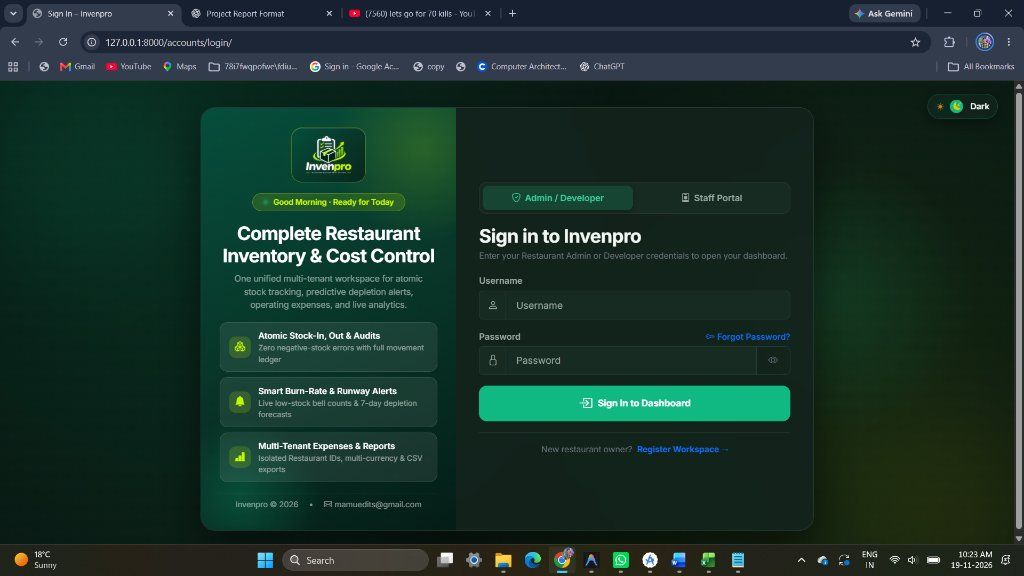 Sign In – Invenpro
Project Report Format
(7560) lets go for 70 kills - You
Ask Gemini
127.0.0.1:8000/accounts/login/
Gmail
YouTube
Maps
Sign in - Google Ac...
copy
Computer Architect...
ChatGPT
All Bookmarks
Dark
Invenpro
Good Morning · Ready for Today
Complete Restaurant
Inventory & Cost Control
One unified multi-tenant workspace for atomic
stock tracking, predictive depletion alerts,
operating expenses, and live analytics.
Atomic Stock-In, Out & Audits
Zero negative-stock errors with full movement
ledger
Smart Burn-Rate & Runway Alerts
Live low-stock bell counts & 7-day depletion
forecasts
Multi-Tenant Expenses & Reports
Isolated Restaurant IDs, multi-currency & CSV
exports
Invenpro © 2026 • mamuedits@gmail.com
Admin / Developer
Staff Portal
Sign in to Invenpro
Enter your Restaurant Admin or Developer credentials to open your dashboard.
Username
Username
Password
Forgot Password?
Password
Sign In to Dashboard
New restaurant owner? Register Workspace →
18°C
Sunny
Search
ENG
IN
10:23 AM
19-11-2026